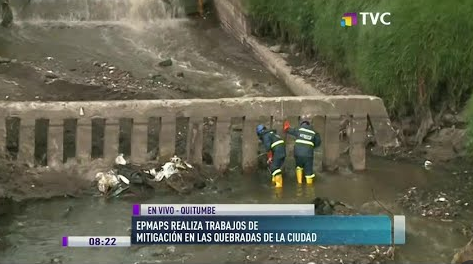 TVC
EN VIVO - QUITUMBE
EPMAPS REALIZA TRABAJOS DE
MITIGACIÓN EN LAS QUEBRADAS DE LA CIUDAD
08:22